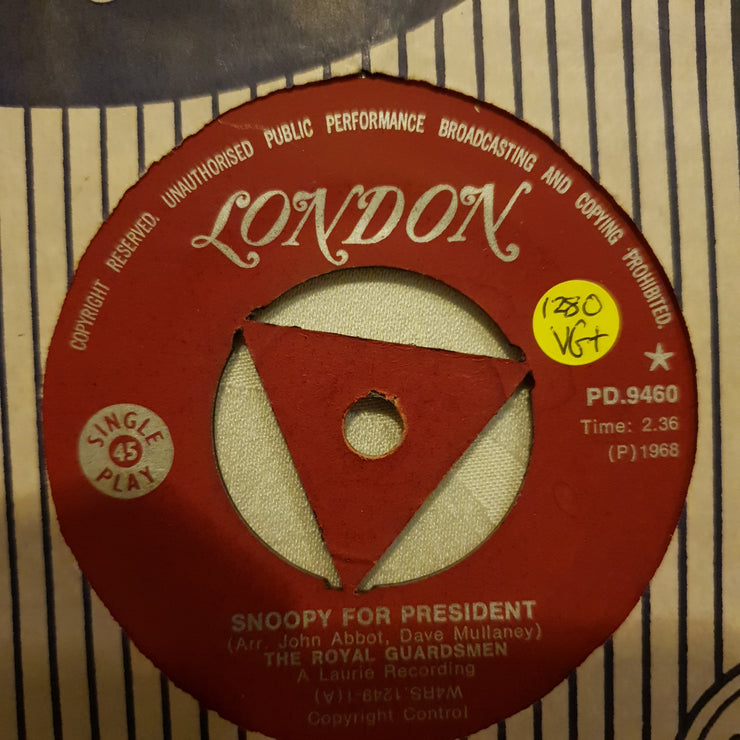 COPYRIGHT RESERVED. UNAUTHORISED PUBLIC PERFORMANCE BROADCASTING AND COPYING PROHIBITED.
LONDON
1280
VG+
PD.9460
Time: 2.36
(P)1968
SINGLE
45
PLAY
SNOOPY FOR PRESIDENT
(Arr. John Abbot, Dave Mullaney)
THE ROYAL GUARDSMEN
A Laurie Recording
W4RS.1249-1(A)
Copyright Control